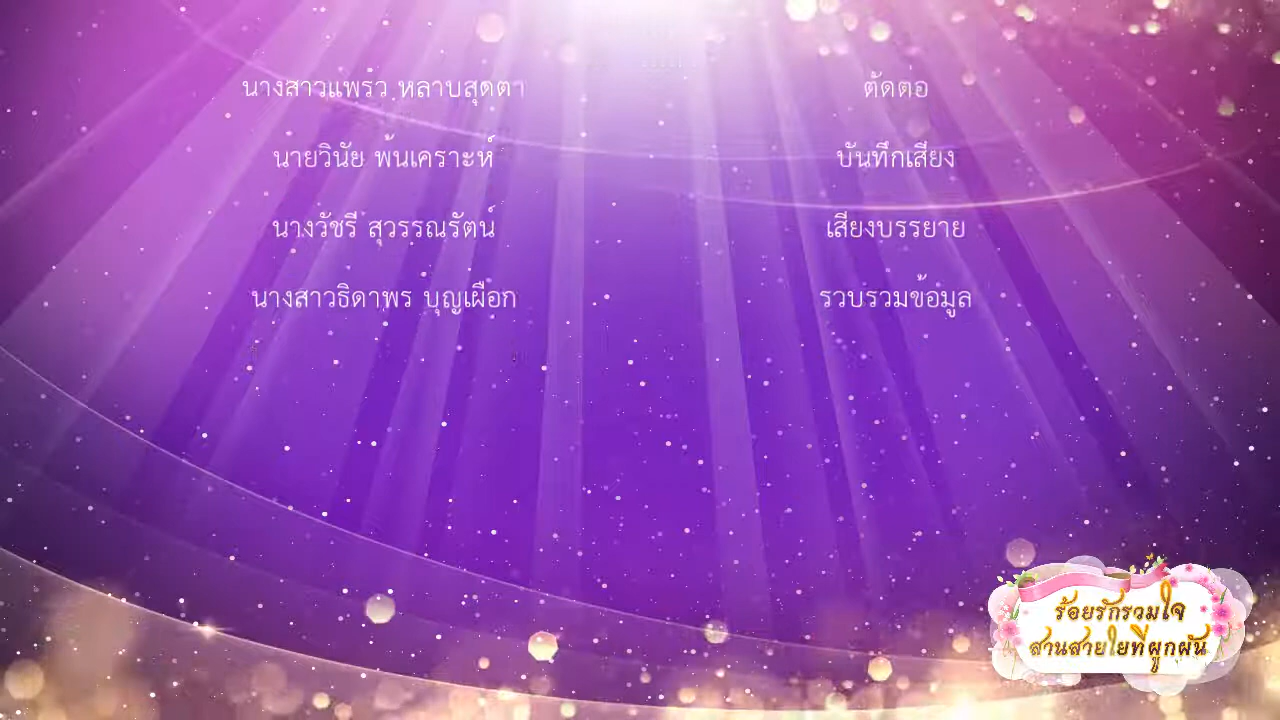 นางสาวแพรว หลาบสุดตา ตัดต่อ
นายวินัย พ้นเคราะห์ บันทึกเสียง
นางวัชรี สุวรรณรัตน์ เสียงบรรยาย
นางสาวธิดาพร บุญเผือก รวบรวมข้อมูล
ร้อยรักรวมใจ
สานสายใยที่ผูกผัน